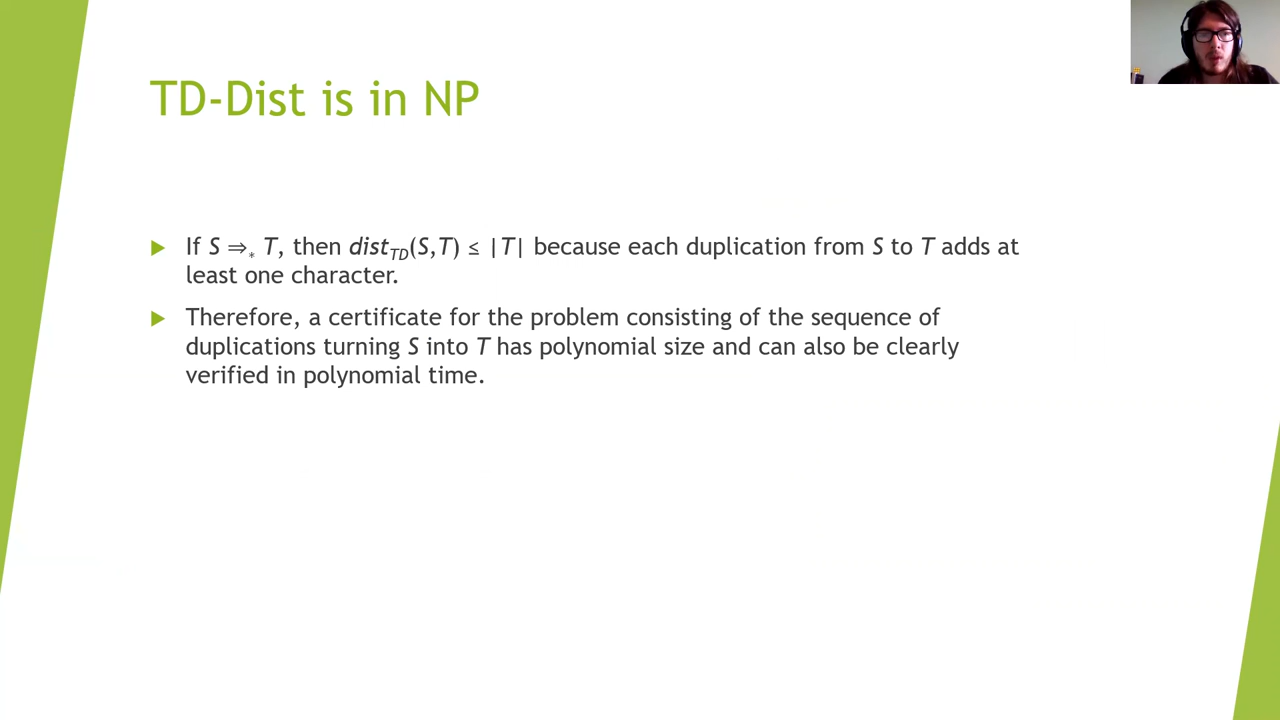 TD-Dist is in NP
If S ⇒* T, then dist_TD(S,T) ≤ |T| because each duplication from S to T adds at
least one character.
Therefore, a certificate for the problem consisting of the sequence of
duplications turning S into T has polynomial size and can also be clearly
verified in polynomial time.